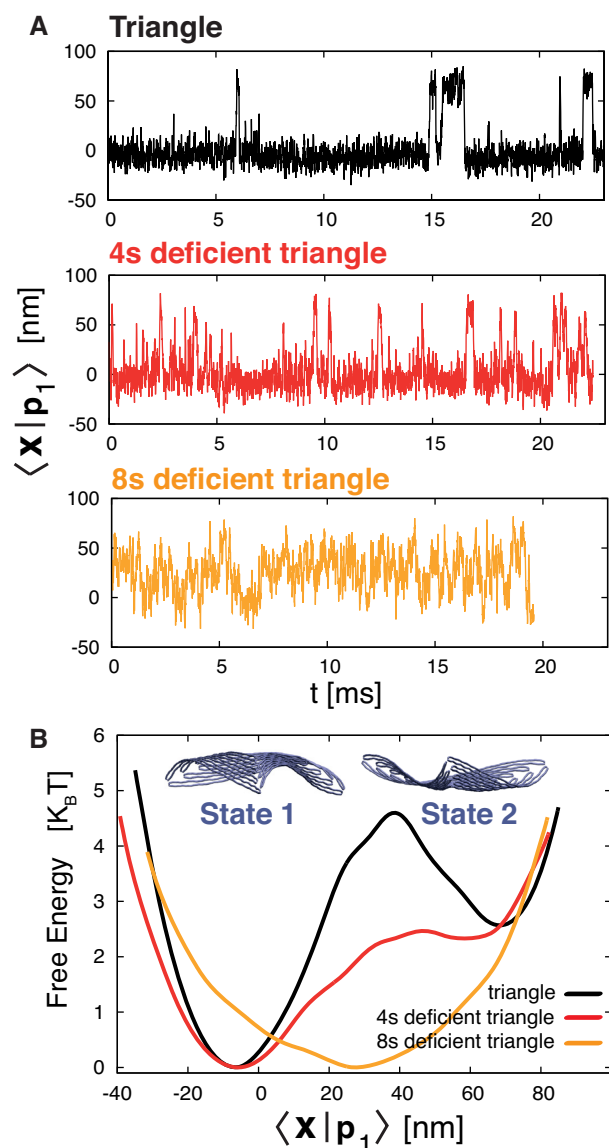 A
Triangle
100
50
0
-50
0 5 10 15 20
4s deficient triangle
100
50
0
-50
0 5 10 15 20
⟨x|p₁⟩ [nm]
8s deficient triangle
100
50
0
-50
0 5 10 15 20
t [ms]
B
6
5
4
3
2
1
0
Free Energy [K_BT]
State 1 State 2
triangle
4s deficient triangle
8s deficient triangle
-40 -20 0 20 40 60 80
⟨x|p₁⟩ [nm]